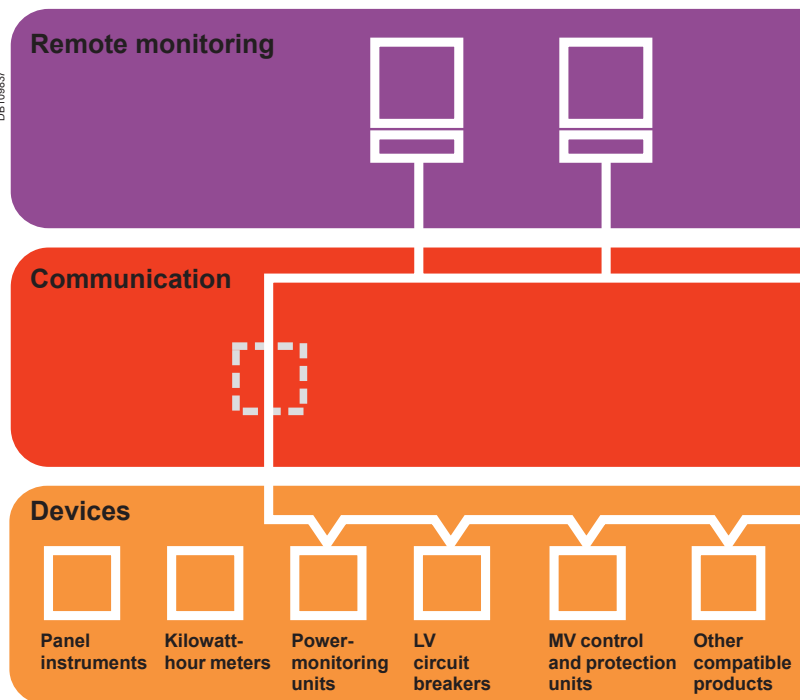 Remote monitoring
Communication
Devices
Panel
instruments
Kilowatt-
hour meters
Power-
monitoring
units
LV
circuit
breakers
MV control
and protection
units
Other
compatible
products